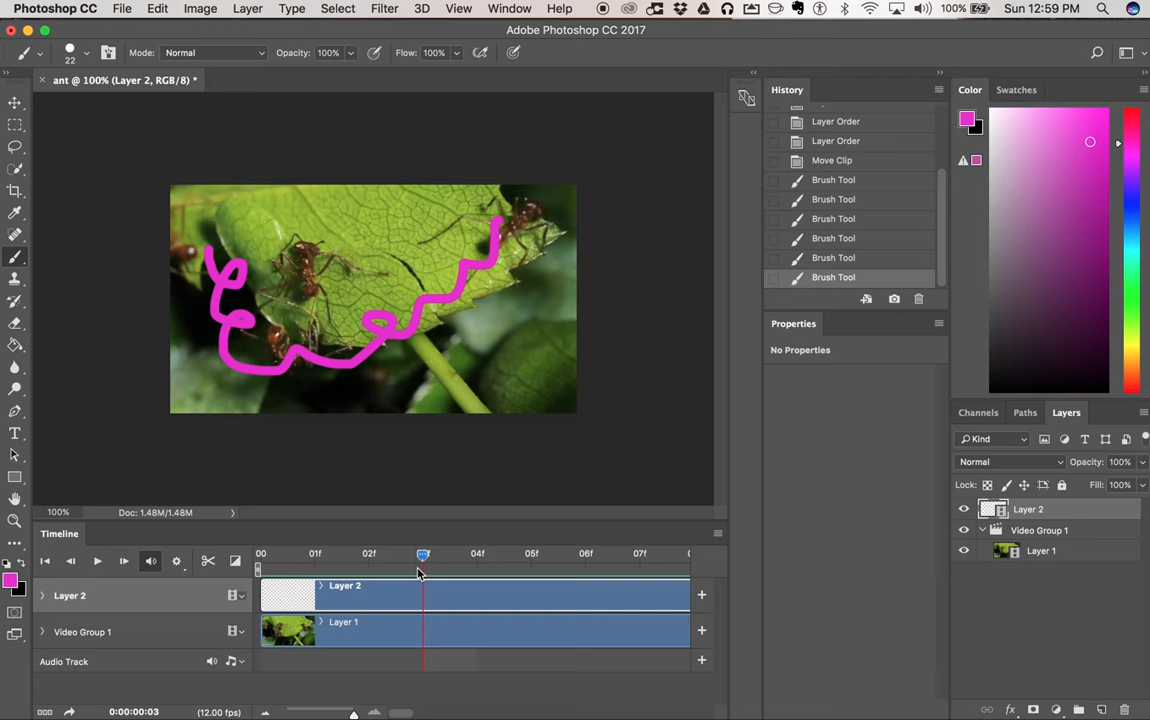 Photoshop CC File Edit Image Layer Type Select Filter 3D View Window Help 100% Sun 12:59 PM
Adobe Photoshop CC 2017
22 Mode: Normal Opacity: 100% Flow: 100%
ant @ 100% (Layer 2, RGB/8) *
History
Layer Order
Layer Order
Move Clip
Brush Tool
Brush Tool
Brush Tool
Brush Tool
Brush Tool
Brush Tool
Properties
No Properties
Color Swatches
Channels Paths Layers
Kind
Normal Opacity: 100%
Lock: Fill: 100%
Layer 2
Video Group 1
Layer 1
100% Doc: 1.48M/1.48M
Timeline
00 01f 02f 04f 05f 06f 07f
Layer 2 Layer 2
Video Group 1 Layer 1
Audio Track
0:00:00:03 (12.00 fps)